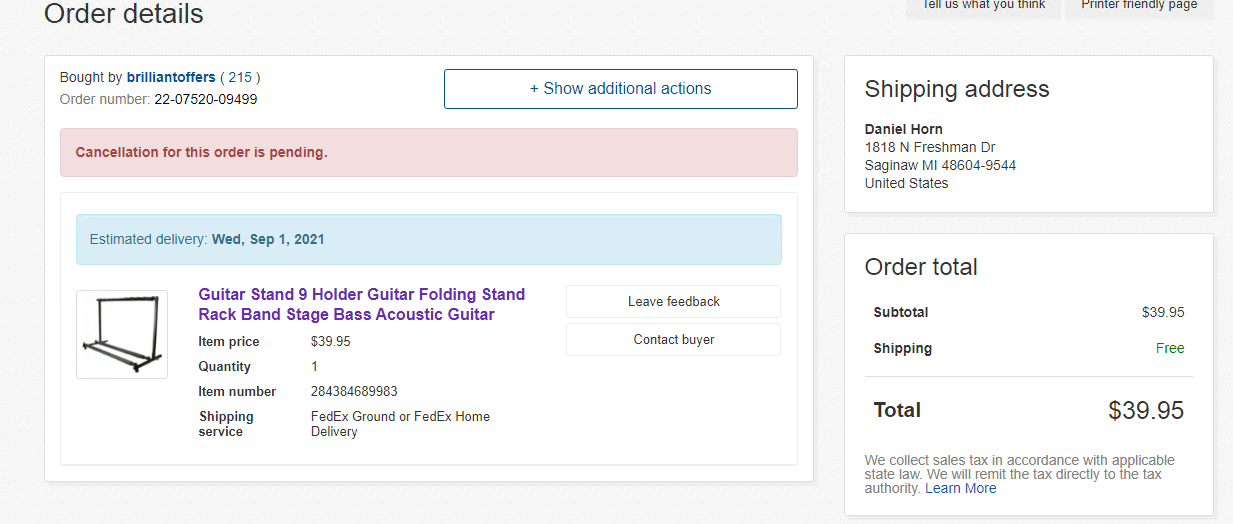 Order details
Tell us what you think
Printer friendly page
Bought by brilliantoffers ( 215 )
Order number: 22-07520-09499
+ Show additional actions
Cancellation for this order is pending.
Estimated delivery: Wed, Sep 1, 2021
Guitar Stand 9 Holder Guitar Folding Stand
Rack Band Stage Bass Acoustic Guitar
Item price $39.95
Quantity 1
Item number 284384689983
Shipping service FedEx Ground or FedEx Home
Delivery
Leave feedback
Contact buyer
Shipping address
Daniel Horn
1818 N Freshman Dr
Saginaw MI 48604-9544
United States
Order total
Subtotal $39.95
Shipping Free
Total $39.95
We collect sales tax in accordance with applicable
state law. We will remit the tax directly to the tax
authority. Learn More